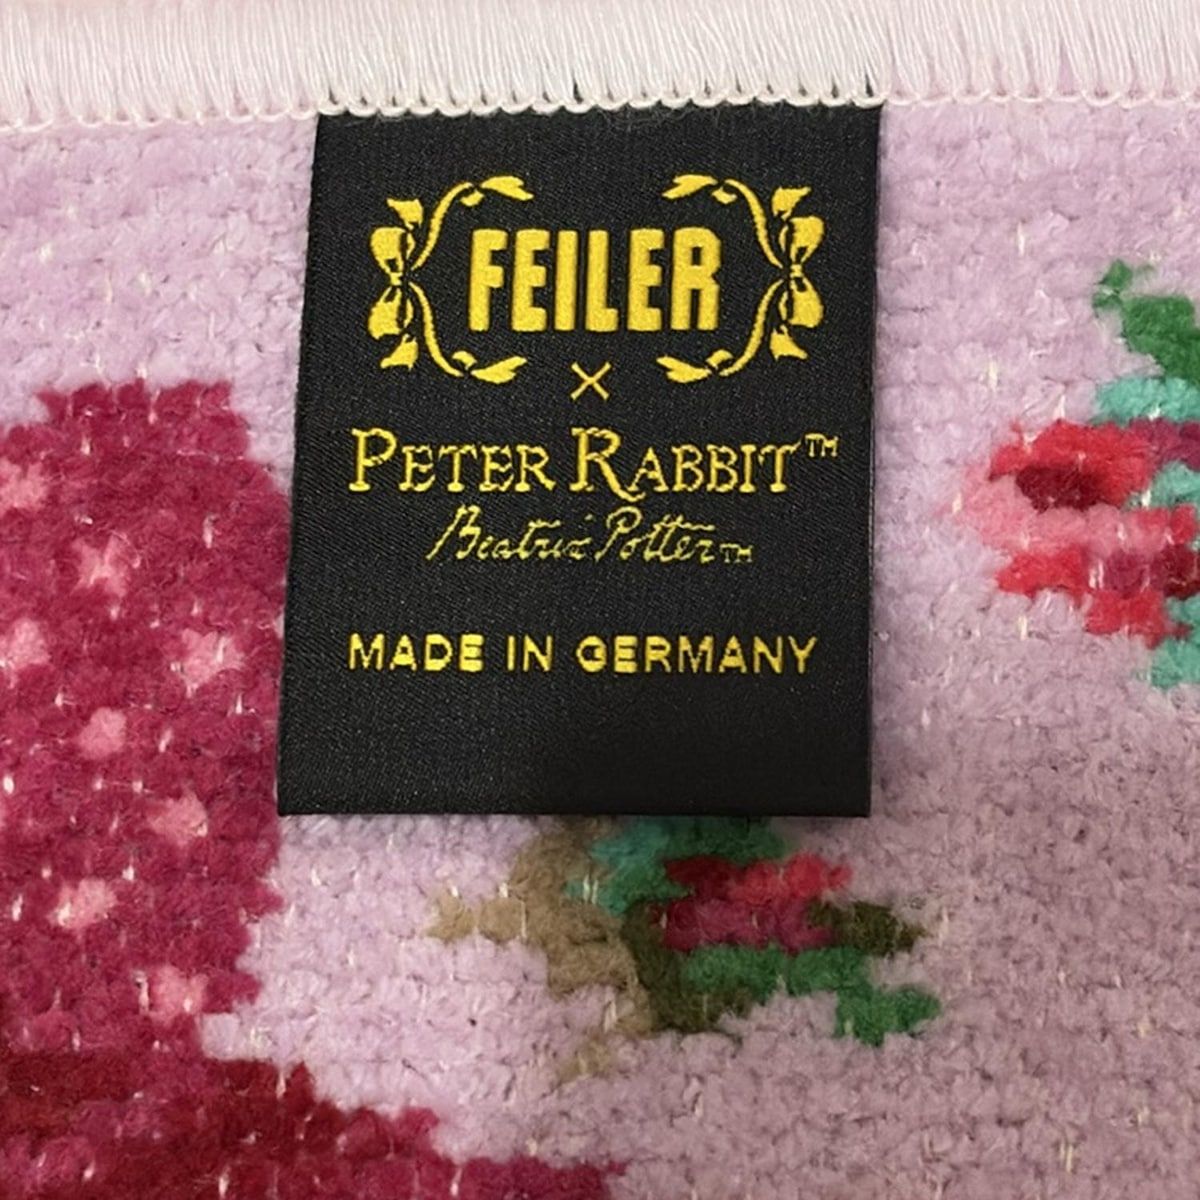 FEILER
×
PETER RABBIT™
Beatrix Potter™
MADE IN GERMANY